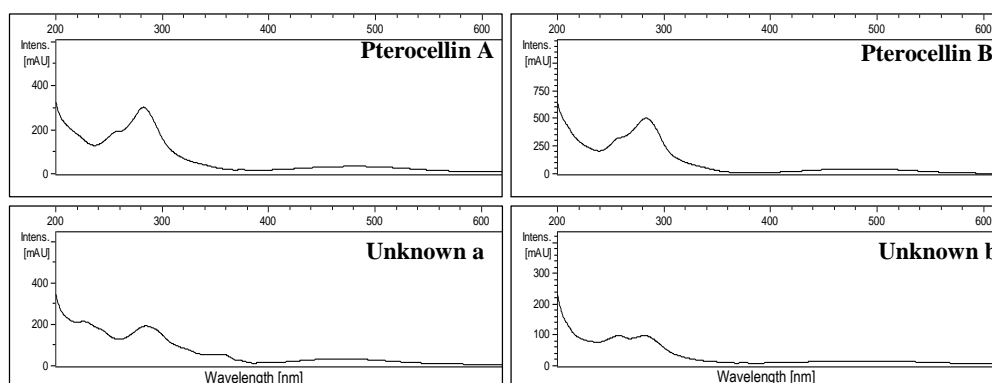 200 300 400 500 600
Intens.
[mAU]
Pterocellin A
400
200
0
200 300 400 500 600
Intens.
[mAU]
Pterocellin B
750
500
250
0
200 300 400 500 600
Intens.
[mAU]
Unknown a
400
200
0
Wavelength [nm]
200 300 400 500 600
Intens.
[mAU]
Unknown b
300
200
100
0
Wavelength [nm]